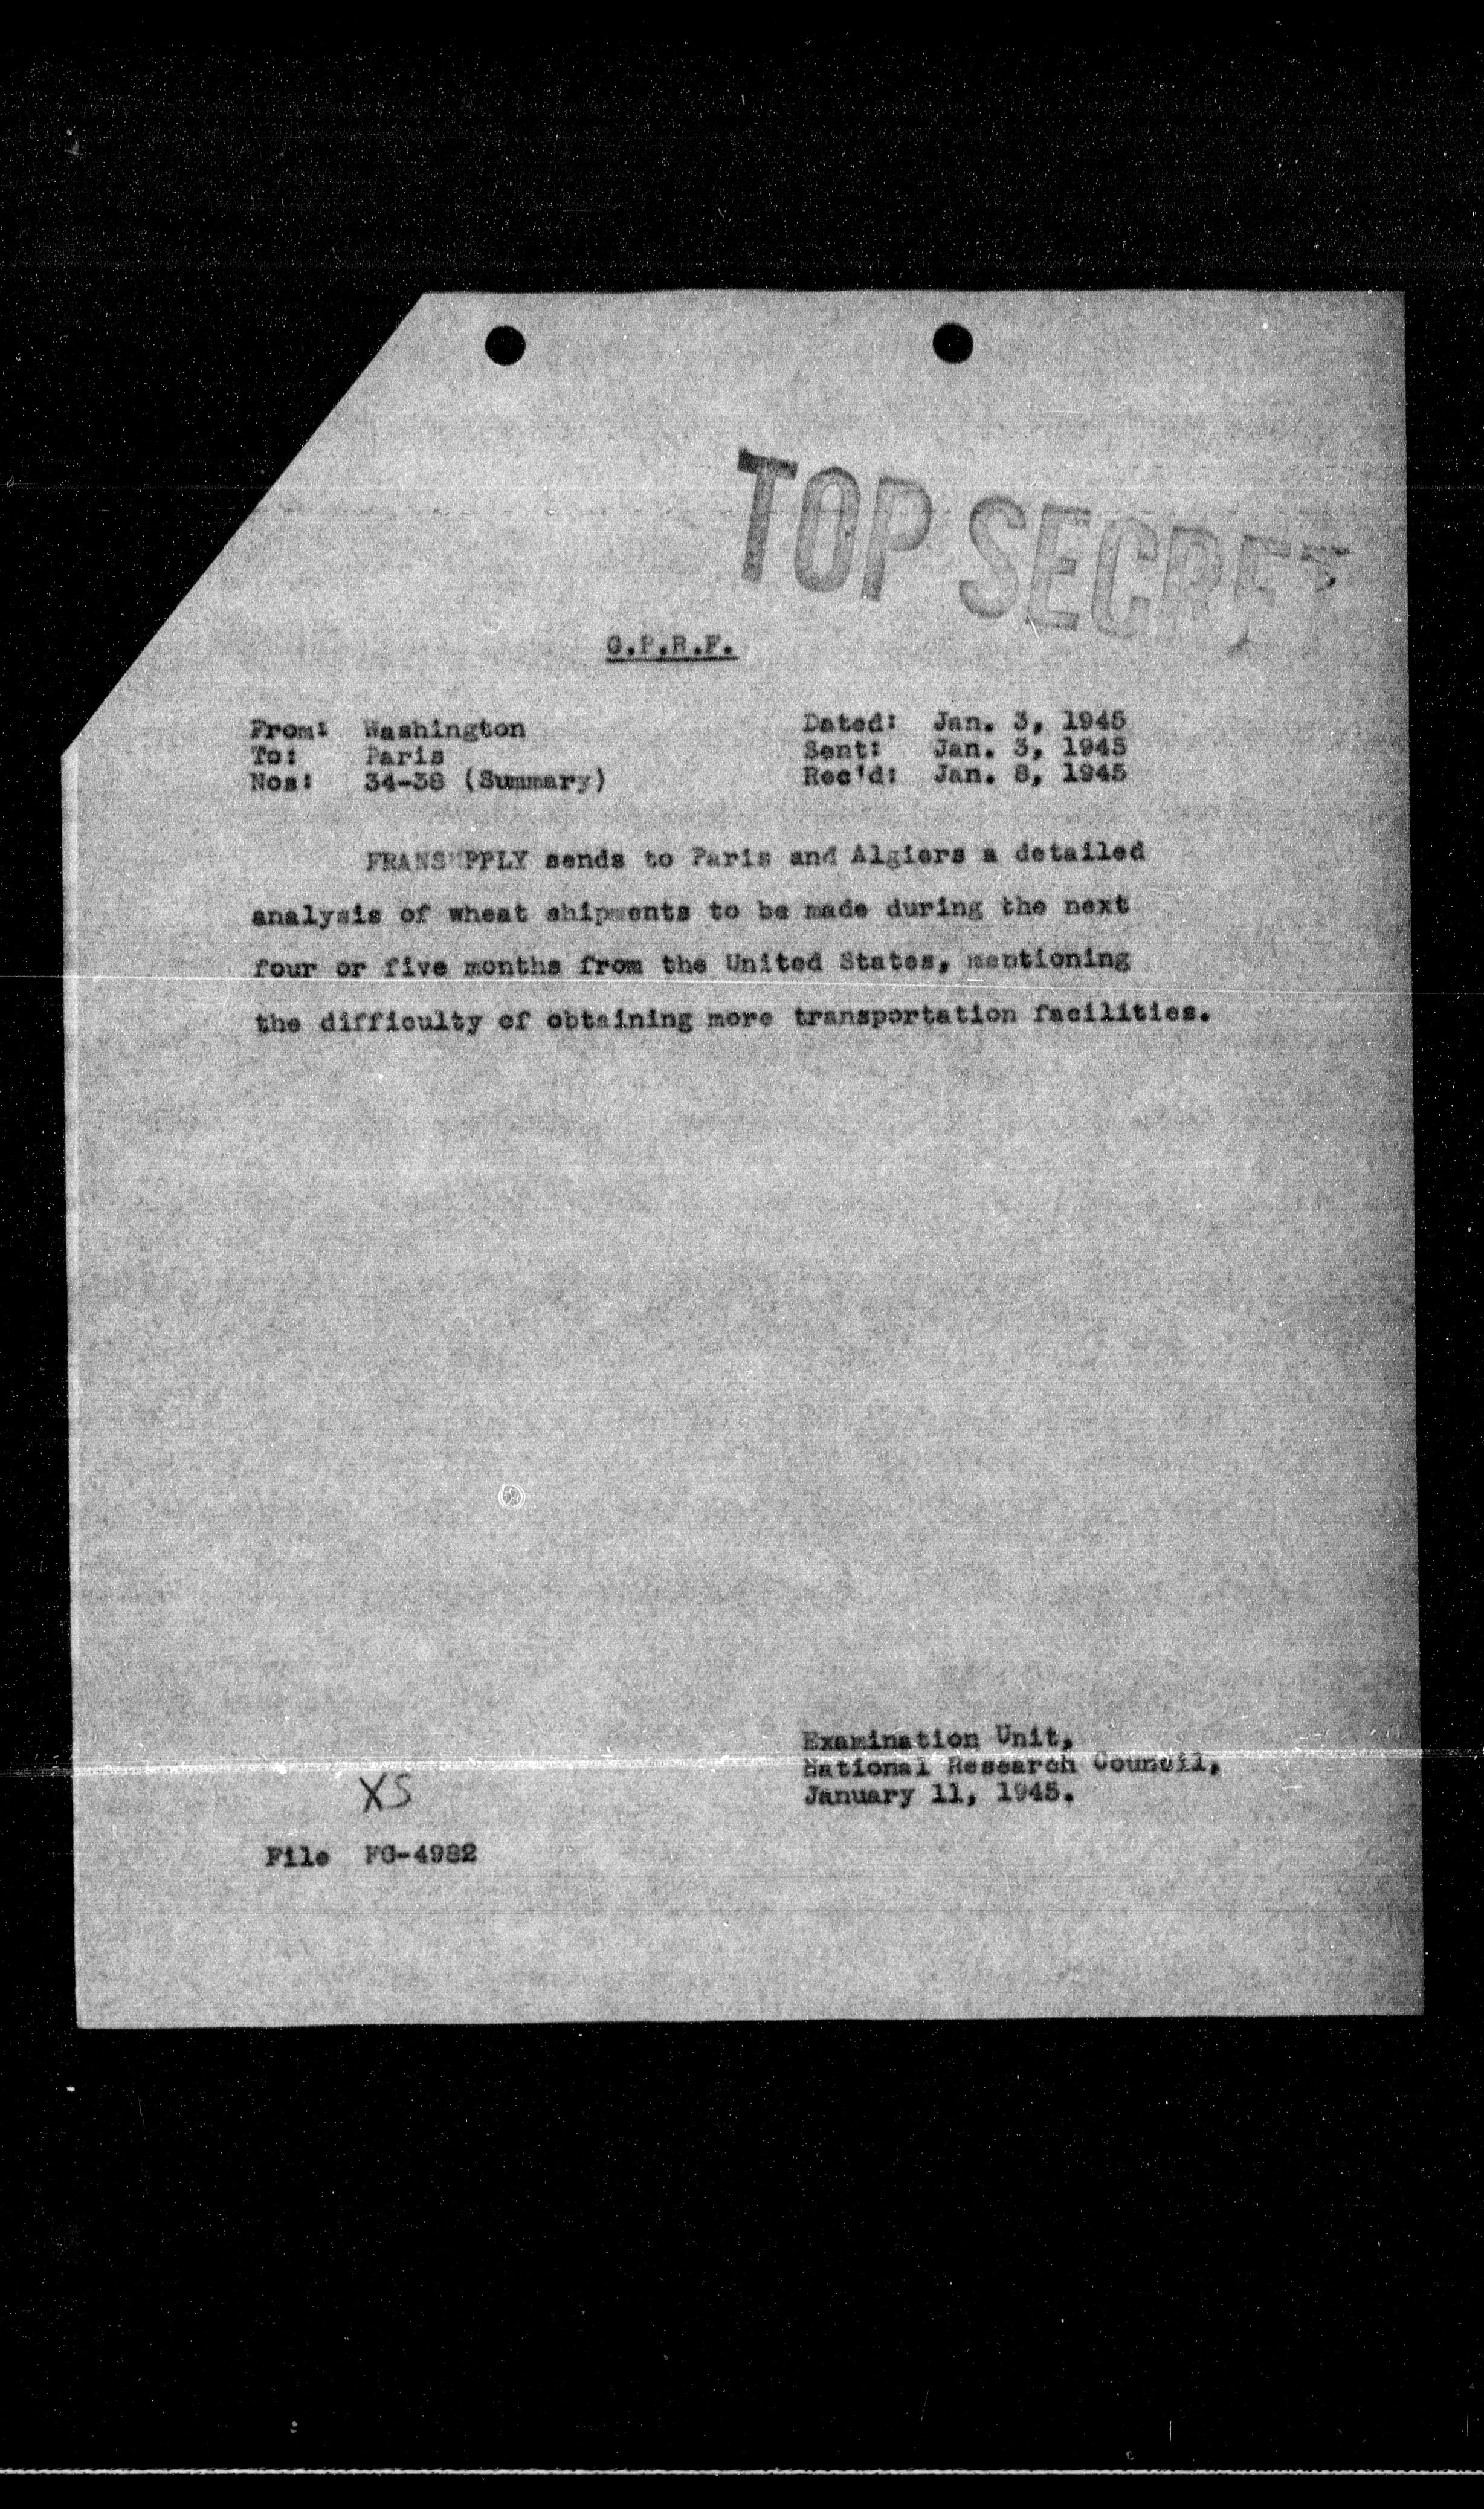 TOP SECRET
G.P.R.F.
From: Washington
To: Paris
Nos: 34-38 (Summary)
Dated: Jan. 3, 1945
Sent: Jan. 3, 1945
Rec'd: Jan. 8, 1945
FRANSUPPLY sends to Paris and Algiers a detailed
analysis of wheat shipments to be made during the next
four or five months from the United States, mentioning
the difficulty of obtaining more transportation facilities.
Examination Unit,
National Research Council,
January 11, 1945.
XS
File FG-4982